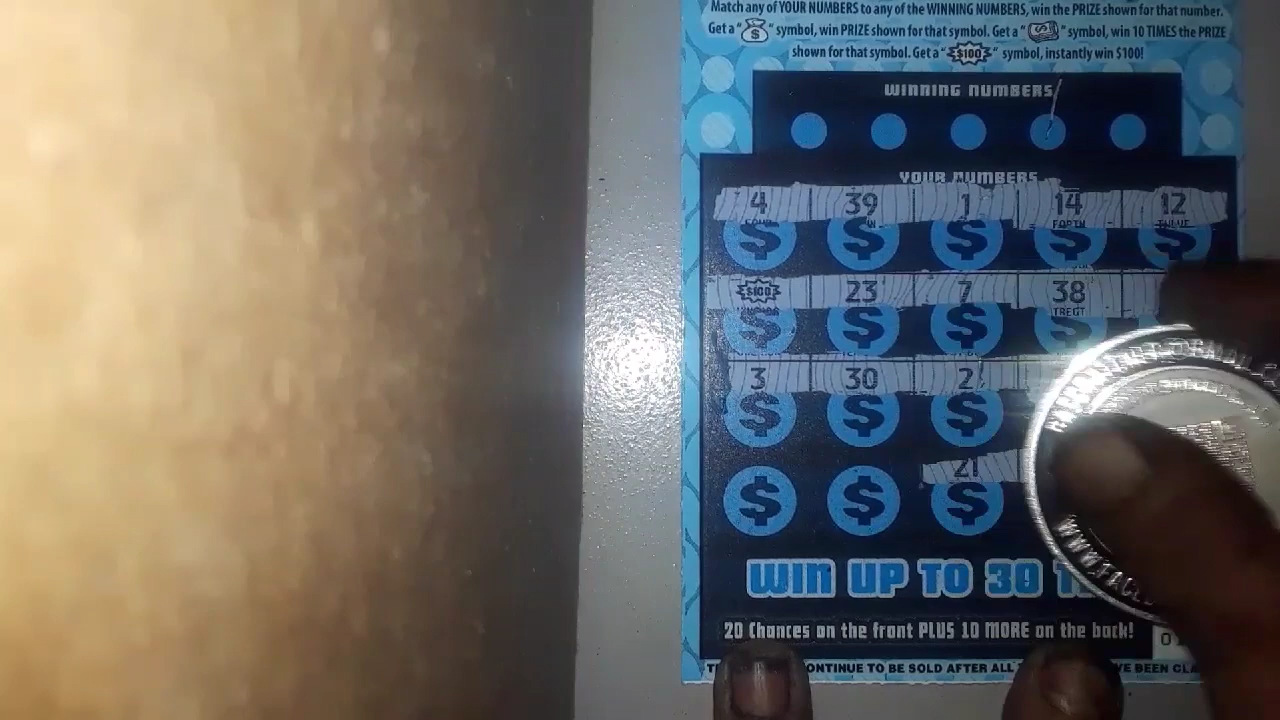 Match any of YOUR NUMBERS to any of the WINNING NUMBERS, win the PRIZE shown for that number.
Get a " $ " symbol, win PRIZE shown for that symbol. Get a " " symbol, win 10 TIMES the PRIZE
shown for that symbol. Get a " $100 " symbol, instantly win $100!
WINNING NUMBERS
YOUR NUMBERS
4 39 1 14 12
FORTN TWLVE
$ $ $ $ $
$100 23 7 38
TREGT
$ $ $ $
3 30 2
$ $ $
21
$ $ $
WIN UP TO 30
20 Chances on the front PLUS 10 MORE on the back!
CONTINUE TO BE SOLD AFTER ALL